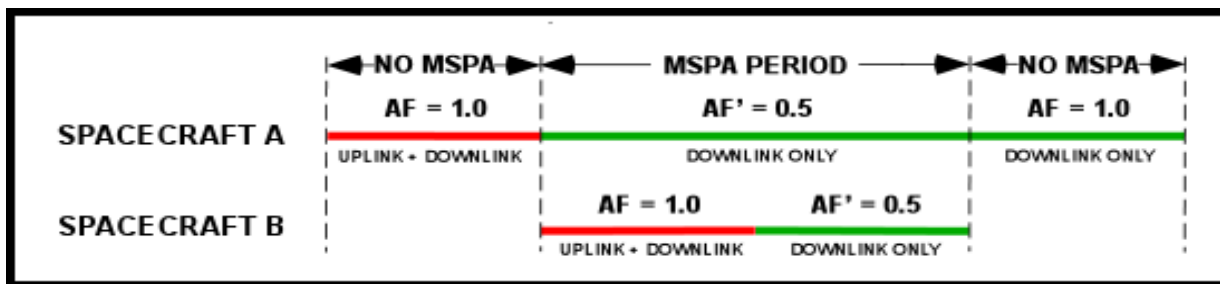 NO MSPA MSPA PERIOD NO MSPA
AF = 1.0 AF' = 0.5 AF = 1.0
SPACECRAFT A
UPLINK + DOWNLINK DOWNLINK ONLY DOWNLINK ONLY
AF = 1.0 AF' = 0.5
SPACECRAFT B
UPLINK + DOWNLINK DOWNLINK ONLY